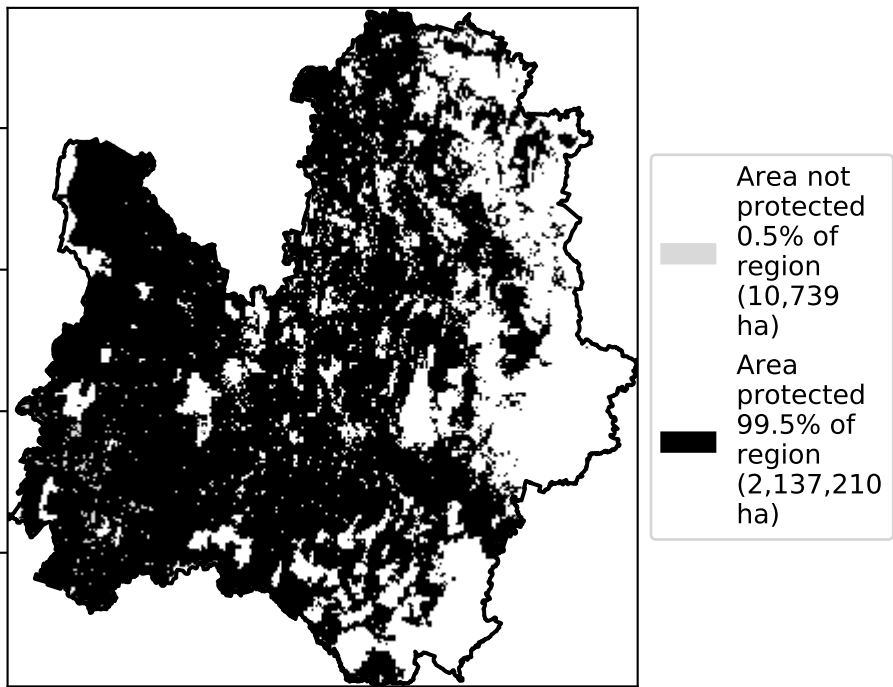 Area not
protected
0.5% of
region
(10,739
ha)
Area
protected
99.5% of
region
(2,137,210
ha)